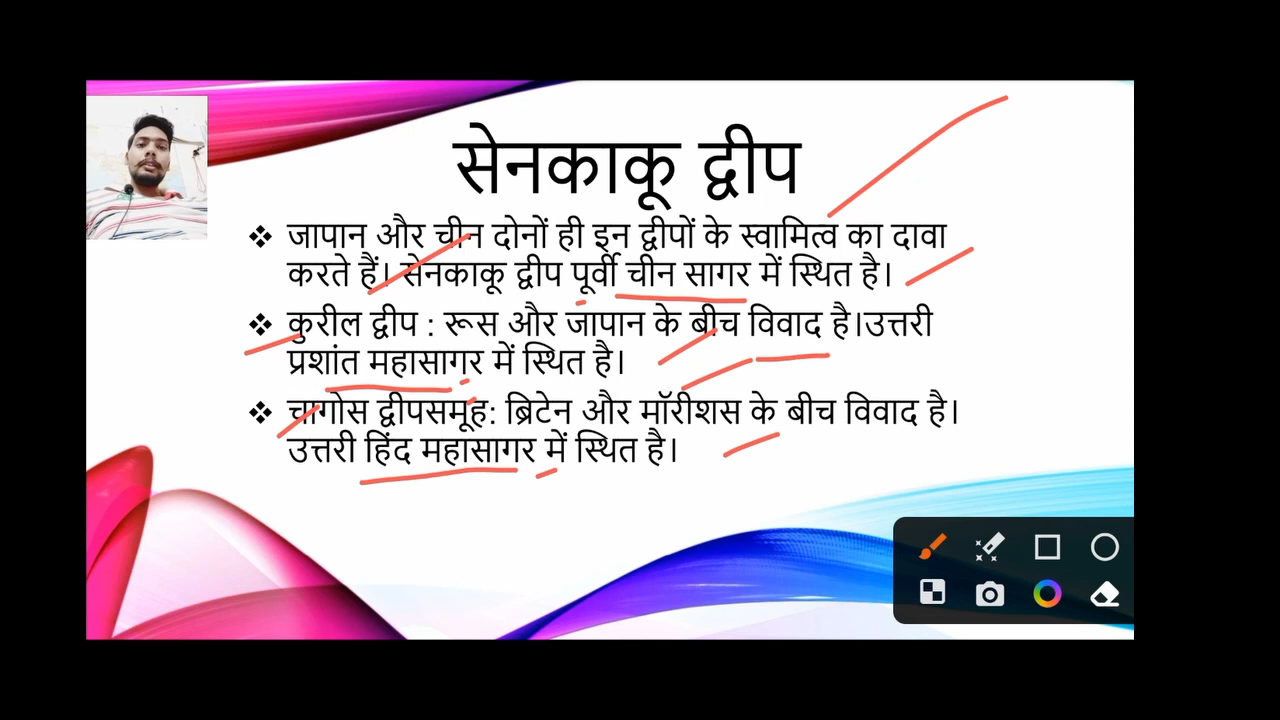 सेनकाकू द्वीप
❖ जापान और चीन दोनों ही इन द्वीपों के स्वामित्व का दावा
करते हैं। सेनकाकू द्वीप पूर्वी चीन सागर में स्थित है।
❖ कुरील द्वीप : रूस और जापान के बीच विवाद है।उत्तरी
प्रशांत महासागर में स्थित है।
❖ चागोस द्वीपसमूह: ब्रिटेन और मॉरीशस के बीच विवाद है।
उत्तरी हिंद महासागर में स्थित है।